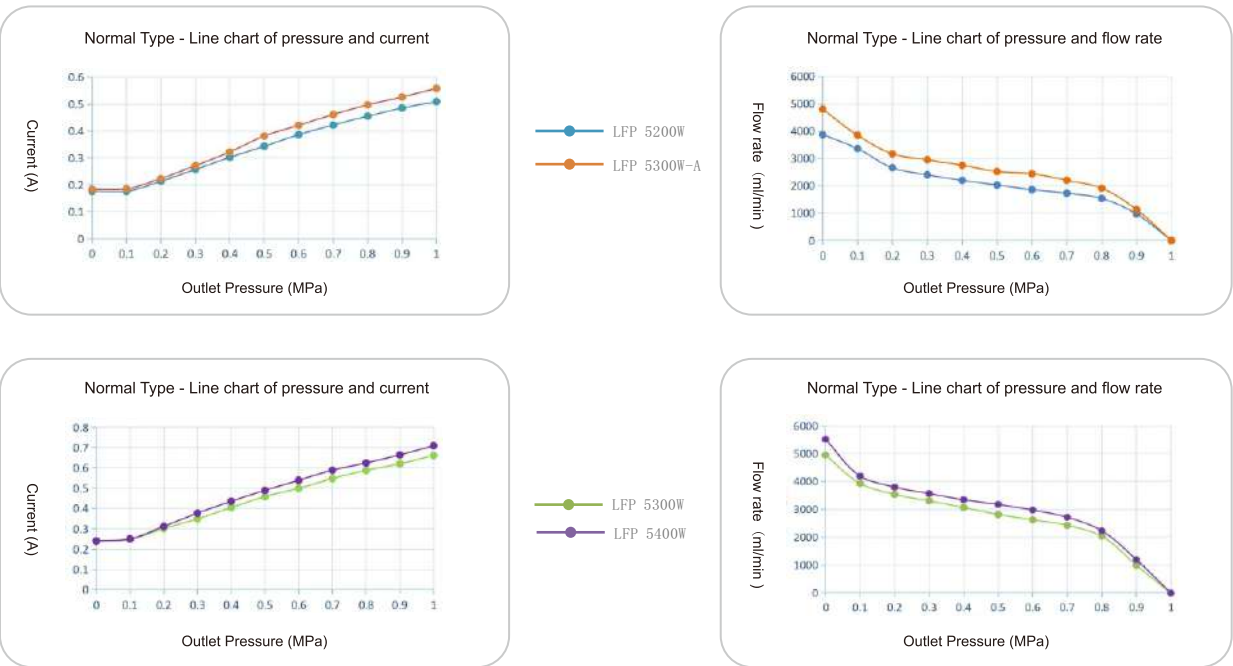 Normal Type - Line chart of pressure and current
Current (A)
0.6
0.5
0.4
0.3
0.2
0.1
0
0 0.1 0.2 0.3 0.4 0.5 0.6 0.7 0.8 0.9 1
Outlet Pressure (MPa)
LFP 5200W
LFP 5300W-A
Normal Type - Line chart of pressure and flow rate
Flow rate (ml/min)
6000
5000
4000
3000
2000
1000
0
0 0.1 0.2 0.3 0.4 0.5 0.6 0.7 0.8 0.9 1
Outlet Pressure (MPa)
Normal Type - Line chart of pressure and current
Current (A)
0.8
0.7
0.6
0.5
0.4
0.3
0.2
0.1
0
0 0.1 0.2 0.3 0.4 0.5 0.6 0.7 0.8 0.9 1
Outlet Pressure (MPa)
LFP 5300W
LFP 5400W
Normal Type - Line chart of pressure and flow rate
Flow rate (ml/min)
6000
5000
4000
3000
2000
1000
0
0 0.1 0.2 0.3 0.4 0.5 0.6 0.7 0.8 0.9 1
Outlet Pressure (MPa)